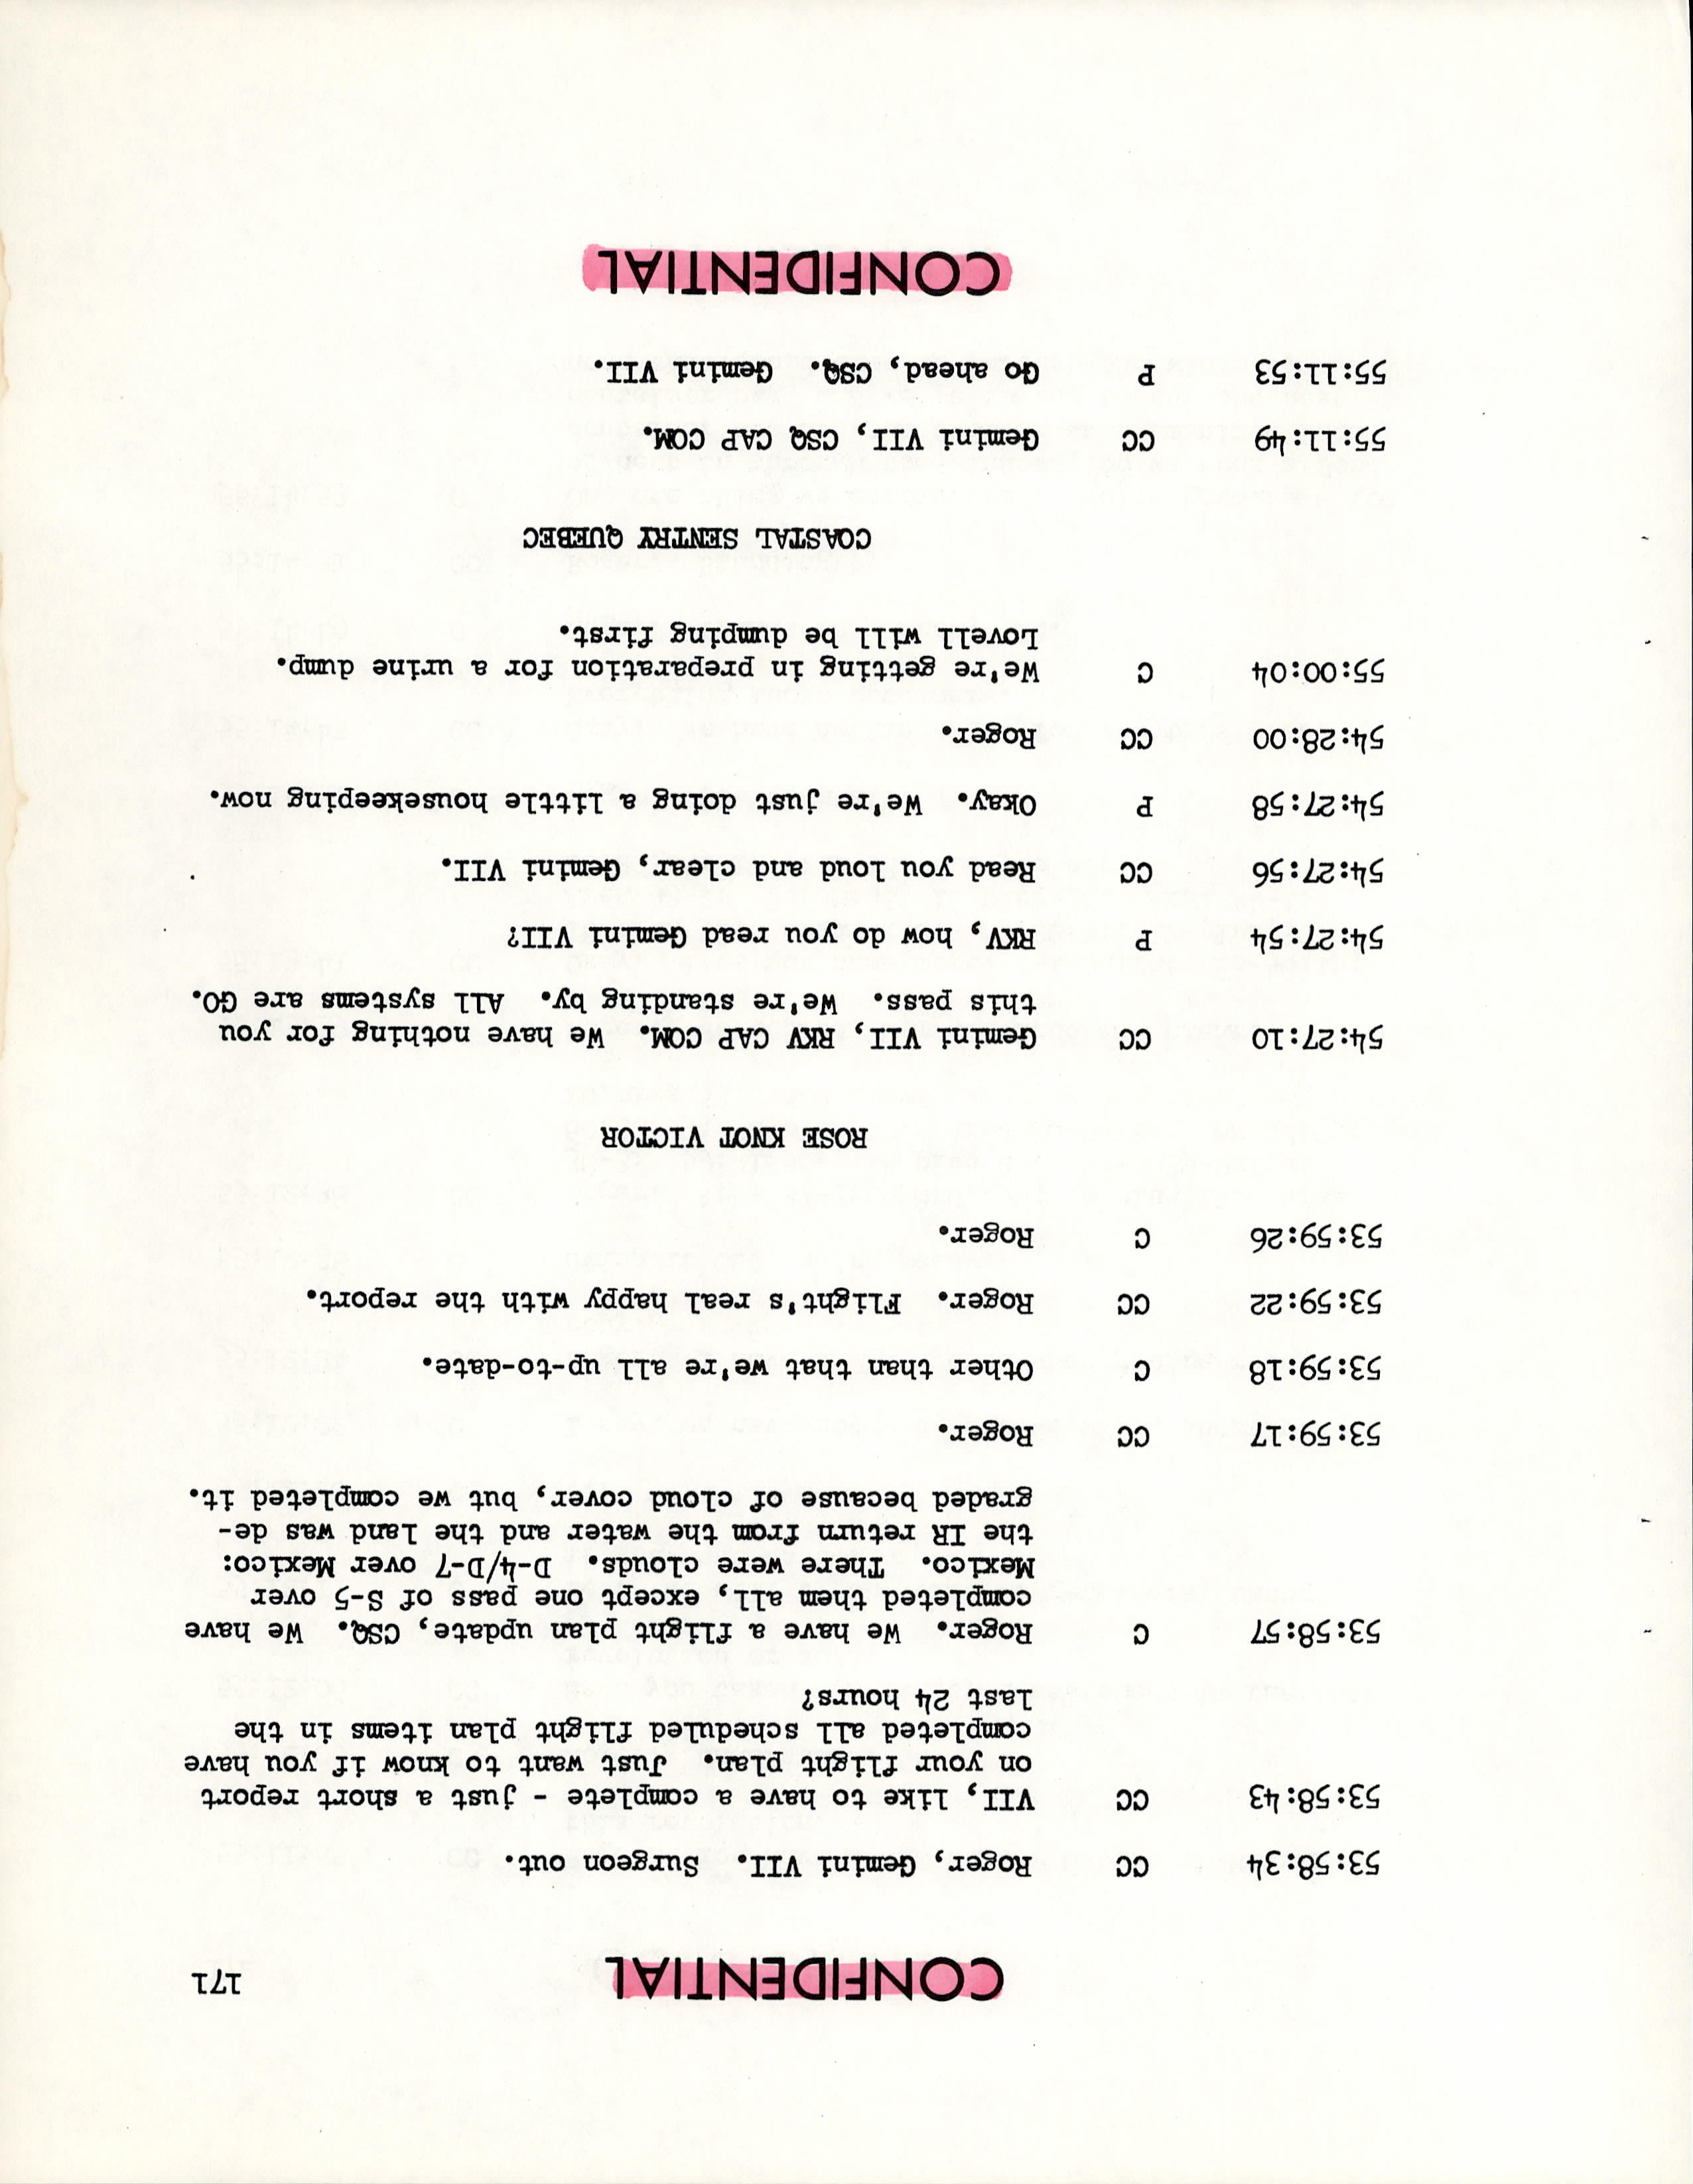 CONFIDENTIAL 171
53:58:34 CC Roger, Gemini VII. Surgeon out.
53:58:43 CC VII, like to have a complete - just a short report
on your flight plan. Just want to know if you have
completed all scheduled flight plan items in the
last 24 hours?
53:58:57 C Roger. We have a flight plan update, CSQ. We have
completed them all, except one pass of S-5 over
Mexico. There were clouds. D-4/D-7 over Mexico:
the IR return from the water and the land was de-
graded because of cloud cover, but we completed it.
53:59:17 CC Roger.
53:59:18 C Other than that we're all up-to-date.
53:59:22 CC Roger. Flight's real happy with the report.
53:59:26 C Roger.
ROSE KNOT VICTOR
54:27:10 CC Gemini VII, RKV CAP COM. We have nothing for you
this pass. We're standing by. All systems are GO.
54:27:54 P RKV, how do you read Gemini VII?
54:27:56 CC Read you loud and clear, Gemini VII.
54:27:58 P Okay. We're just doing a little housekeeping now.
54:28:00 CC Roger.
55:00:04 C We're getting in preparation for a urine dump.
Lovell will be dumping first.
COASTAL SENTRY QUEBEC
55:11:49 CC Gemini VII, CSQ CAP COM.
55:11:53 P Go ahead, CSQ. Gemini VII.
CONFIDENTIAL